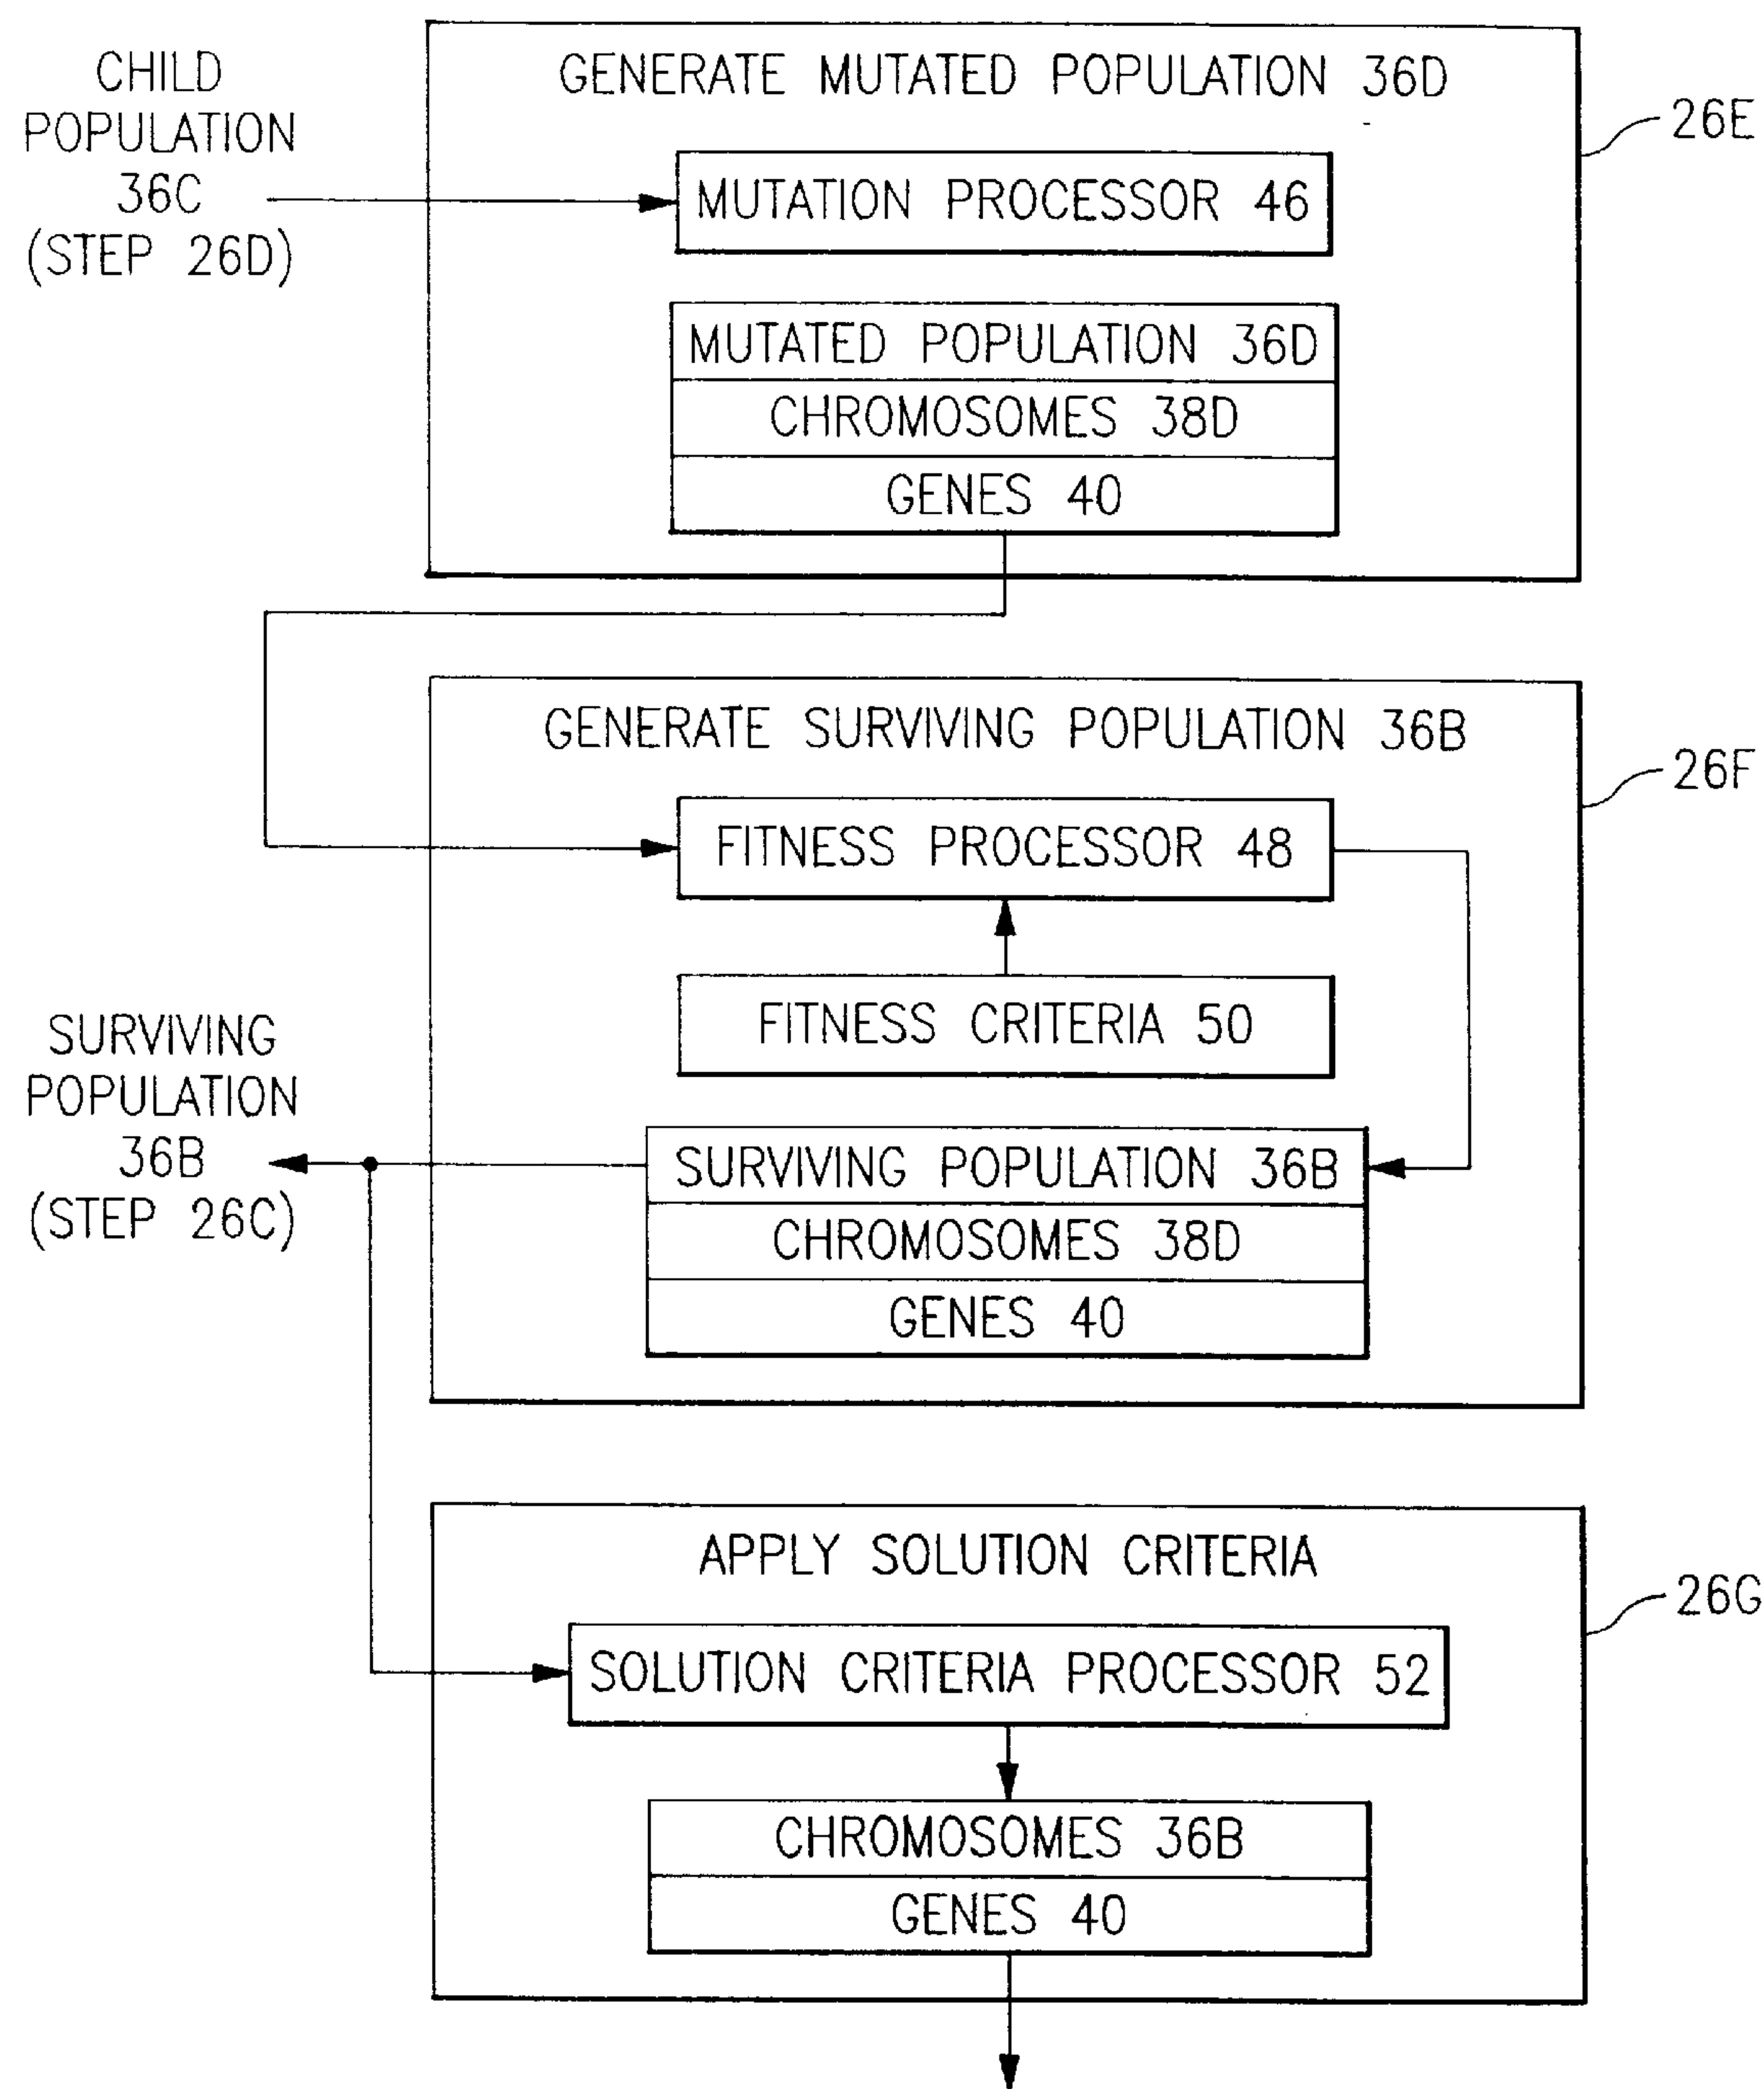 CHILD
POPULATION
36C
(STEP 26D)
GENERATE MUTATED POPULATION 36D
26E
MUTATION PROCESSOR 46
MUTATED POPULATION 36D
CHROMOSOMES 38D
GENES 40
GENERATE SURVIVING POPULATION 36B
26F
FITNESS PROCESSOR 48
FITNESS CRITERIA 50
SURVIVING
POPULATION
36B
(STEP 26C)
SURVIVING POPULATION 36B
CHROMOSOMES 38D
GENES 40
APPLY SOLUTION CRITERIA
26G
SOLUTION CRITERIA PROCESSOR 52
CHROMOSOMES 36B
GENES 40